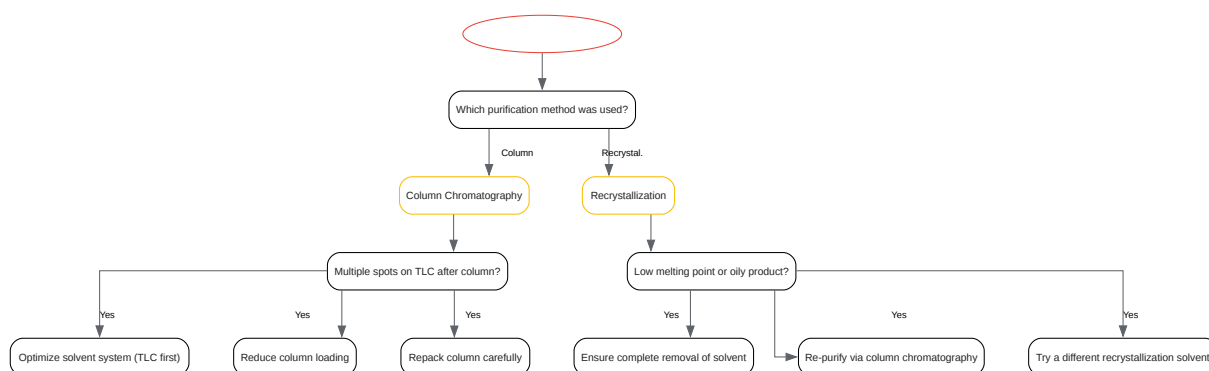 Which purification method was used?
Column
Recrystal.
Column Chromatography
Recrystallization
Multiple spots on TLC after column?
Low melting point or oily product?
Yes
Yes
Yes
Yes
Yes
Yes
Optimize solvent system (TLC first)
Reduce column loading
Repack column carefully
Ensure complete removal of solvent
Re-purify via column chromatography
Try a different recrystallization solvent